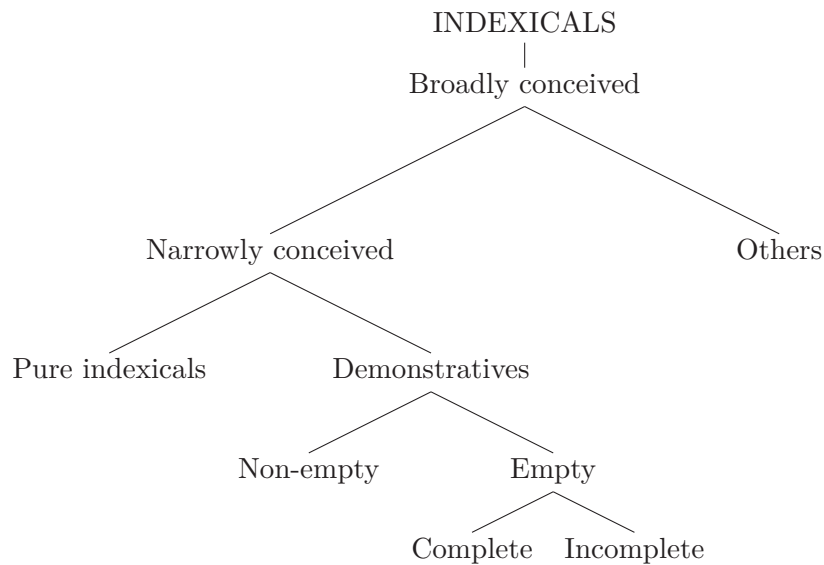 INDEXICALS
Broadly conceived
Narrowly conceived
Others
Pure indexicals
Demonstratives
Non-empty
Empty
Complete
Incomplete